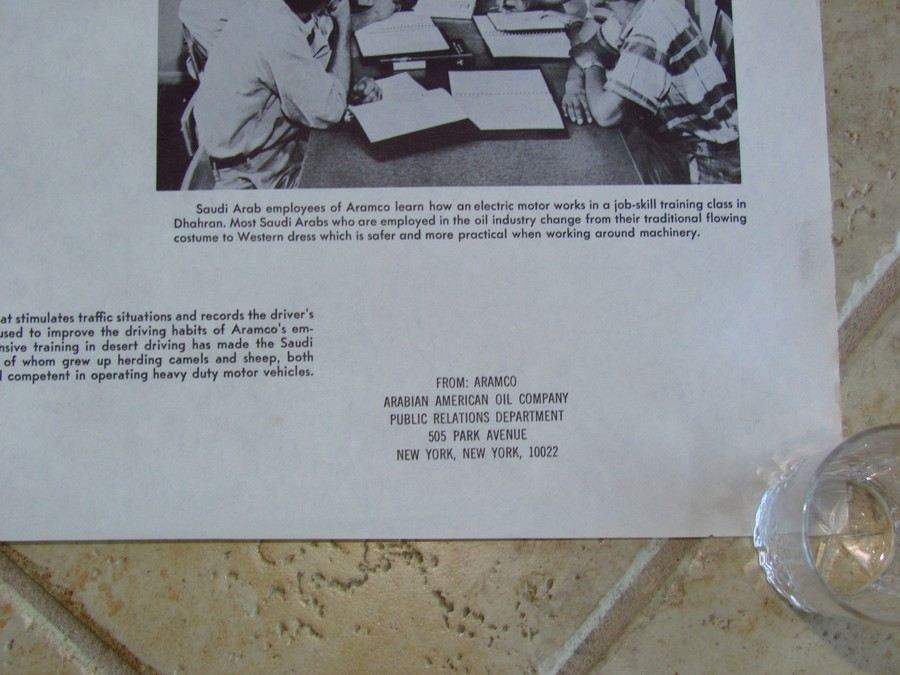 Saudi Arab employees of Aramco learn how an electric motor works in a job-skill training class in
Dhahran. Most Saudi Arabs who are employed in the oil industry change from their traditional flowing
costume to Western dress which is safer and more practical when working around machinery.
at stimulates traffic situations and records the driver's
used to improve the driving habits of Aramco's em-
nsive training in desert driving has made the Saudi
of whom grew up herding camels and sheep, both
competent in operating heavy duty motor vehicles.
FROM: ARAMCO
ARABIAN AMERICAN OIL COMPANY
PUBLIC RELATIONS DEPARTMENT
505 PARK AVENUE
NEW YORK, NEW YORK, 10022